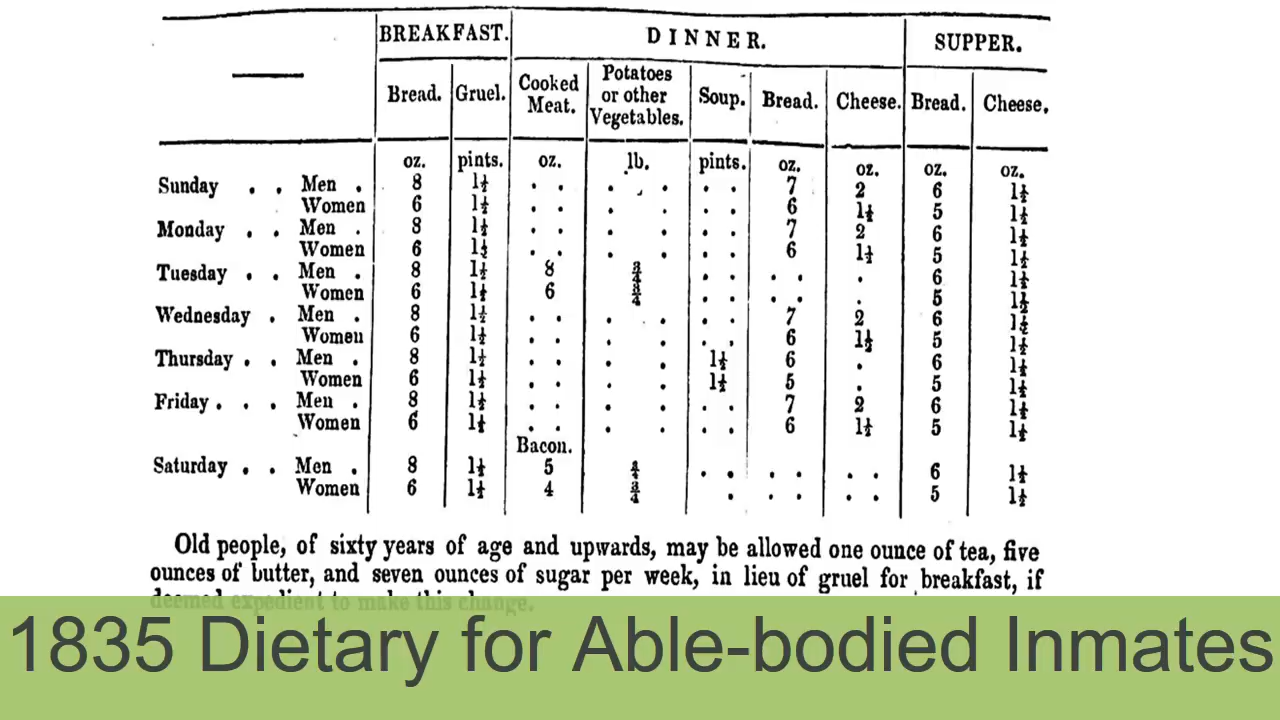 BREAKFAST. DINNER. SUPPER.
Bread. Gruel. Cooked Meat. Potatoes or other Vegetables. Soup. Bread. Cheese. Bread. Cheese.
oz. pints. oz. lb. pints. oz. oz. oz. oz.
Sunday . . Men . 8 1½ . . . . . . 7 2 6 1½
Women 6 1½ . . . . . . 6 1½ 5 1½
Monday . . Men . 8 1½ . . . . . . 7 2 6 1½
Women 6 1½ . . . . . . 6 1½ 5 1½
Tuesday . . Men . 8 1½ 8 ¾ . . . . . 6 1½
Women 6 1½ 6 ¾ . . . . . 5 1½
Wednesday . Men . 8 1½ . . . . . . 7 2 6 1½
Women 6 1½ . . . . . . 6 1½ 5 1½
Thursday . . Men . 8 1½ . . . . 1½ 6 . 6 1½
Women 6 1½ . . . . 1½ 5 . 5 1½
Friday . . . Men . 8 1½ . . . . . . 7 2 6 1½
Women 6 1½ . . . . . . 6 1½ 5 1½
Bacon.
Saturday . . Men . 8 1½ 5 ¾ . . . . . . 6 1½
Women 6 1½ 4 ¾ . . . . . 5 1½
Old people, of sixty years of age and upwards, may be allowed one ounce of tea, five
ounces of butter, and seven ounces of sugar per week, in lieu of gruel for breakfast, if
deemed expedient to make this change.
1835 Dietary for Able-bodied Inmates